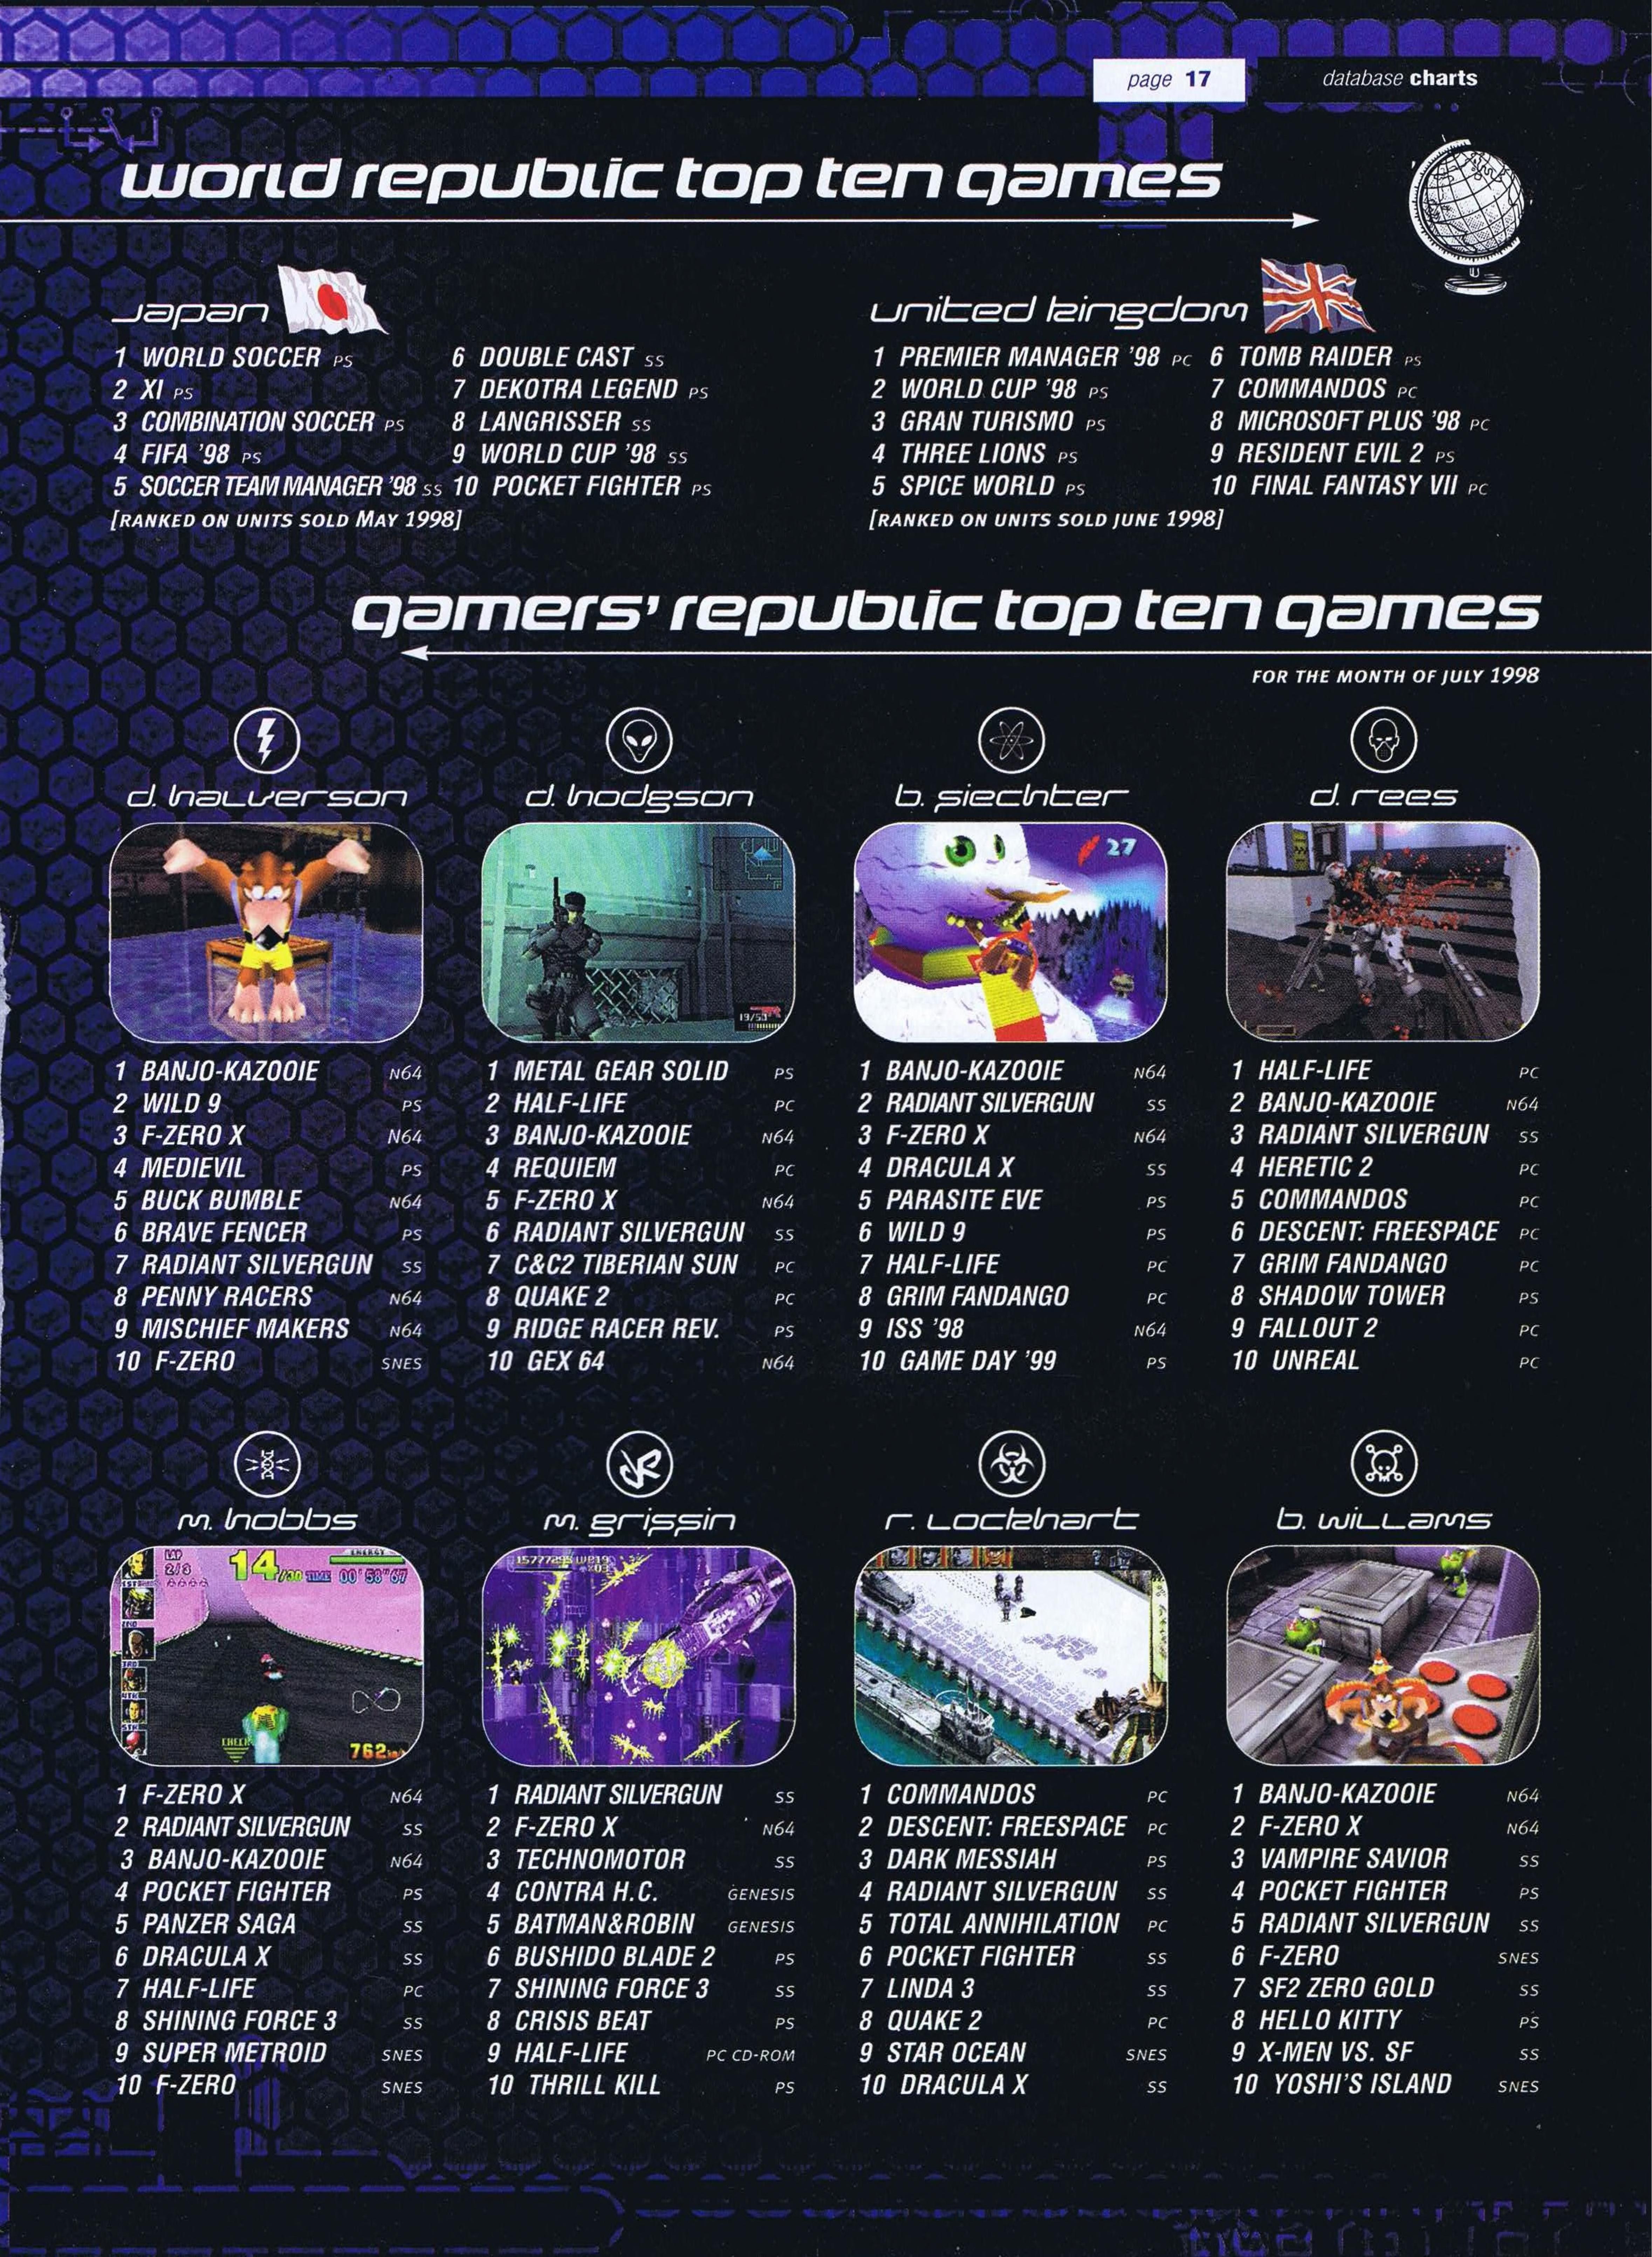 page 17
database charts
world republic top ten games
Japan
1 WORLD SOCCER PS
2 XI PS
3 COMBINATION SOCCER PS
4 FIFA '98 PS
5 SOCCER TEAM MANAGER '98 SS
6 DOUBLE CAST SS
7 DEKOTRA LEGEND PS
8 LANGRISSER SS
9 WORLD CUP '98 SS
10 POCKET FIGHTER PS
[RANKED ON UNITS SOLD MAY 1998]
united kingdom
1 PREMIER MANAGER '98 PC
2 WORLD CUP '98 PS
3 GRAN TURISMO PS
4 THREE LIONS PS
5 SPICE WORLD PS
6 TOMB RAIDER PS
7 COMMANDOS PC
8 MICROSOFT PLUS '98 PC
9 RESIDENT EVIL 2 PS
10 FINAL FANTASY VII PC
[RANKED ON UNITS SOLD JUNE 1998]
gamers' republic top ten games
FOR THE MONTH OF JULY 1998
d. halverson
1 BANJO-KAZOOIE N64
2 WILD 9 PS
3 F-ZERO X N64
4 MEDIEVIL PS
5 BUCK BUMBLE N64
6 BRAVE FENCER PS
7 RADIANT SILVERGUN SS
8 PENNY RACERS N64
9 MISCHIEF MAKERS N64
10 F-ZERO SNES
d. hodgson
19/53
1 METAL GEAR SOLID PS
2 HALF-LIFE PC
3 BANJO-KAZOOIE N64
4 REQUIEM PC
5 F-ZERO X N64
6 RADIANT SILVERGUN SS
7 C&C2 TIBERIAN SUN PC
8 QUAKE 2 PC
9 RIDGE RACER REV. PS
10 GEX 64 N64
b. fiechter
27
1 BANJO-KAZOOIE N64
2 RADIANT SILVERGUN SS
3 F-ZERO X N64
4 DRACULA X SS
5 PARASITE EVE PS
6 WILD 9 PS
7 HALF-LIFE PC
8 GRIM FANDANGO PC
9 ISS '98 N64
10 GAME DAY '99 PS
d. rees
1 HALF-LIFE PC
2 BANJO-KAZOOIE N64
3 RADIANT SILVERGUN SS
4 HERETIC 2 PC
5 COMMANDOS PC
6 DESCENT: FREESPACE PC
7 GRIM FANDANGO PC
8 SHADOW TOWER PS
9 FALLOUT 2 PC
10 UNREAL PC
m. hobbs
LAP 2/3 14/30 TIME 00'58"67 ENERGY
1ST
2ND
3RD
4TH
5TH
CHECK
762
1 F-ZERO X N64
2 RADIANT SILVERGUN SS
3 BANJO-KAZOOIE N64
4 POCKET FIGHTER PS
5 PANZER SAGA SS
6 DRACULA X SS
7 HALF-LIFE PC
8 SHINING FORCE 3 SS
9 SUPER METROID SNES
10 F-ZERO SNES
m. griffin
1 RADIANT SILVERGUN SS
2 F-ZERO X N64
3 TECHNOMOTOR SS
4 CONTRA H.C. GENESIS
5 BATMAN&ROBIN GENESIS
6 BUSHIDO BLADE 2 PS
7 SHINING FORCE 3 SS
8 CRISIS BEAT PS
9 HALF-LIFE PC CD-ROM
10 THRILL KILL PS
r. Lockhart
1 COMMANDOS PC
2 DESCENT: FREESPACE PC
3 DARK MESSIAH PS
4 RADIANT SILVERGUN SS
5 TOTAL ANNIHILATION PC
6 POCKET FIGHTER SS
7 LINDA 3 SS
8 QUAKE 2 PC
9 STAR OCEAN SNES
10 DRACULA X SS
b. willams
1 BANJO-KAZOOIE N64
2 F-ZERO X N64
3 VAMPIRE SAVIOR SS
4 POCKET FIGHTER PS
5 RADIANT SILVERGUN SS
6 F-ZERO SNES
7 SF2 ZERO GOLD SS
8 HELLO KITTY PS
9 X-MEN VS. SF SS
10 YOSHI'S ISLAND SNES